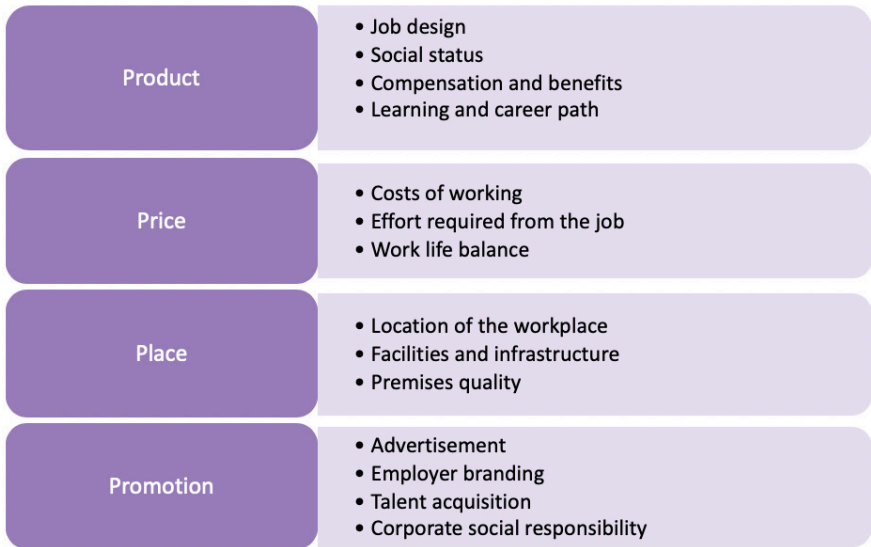 Product
• Job design
• Social status
• Compensation and benefits
• Learning and career path
Price
• Costs of working
• Effort required from the job
• Work life balance
Place
• Location of the workplace
• Facilities and infrastructure
• Premises quality
Promotion
• Advertisement
• Employer branding
• Talent acquisition
• Corporate social responsibility